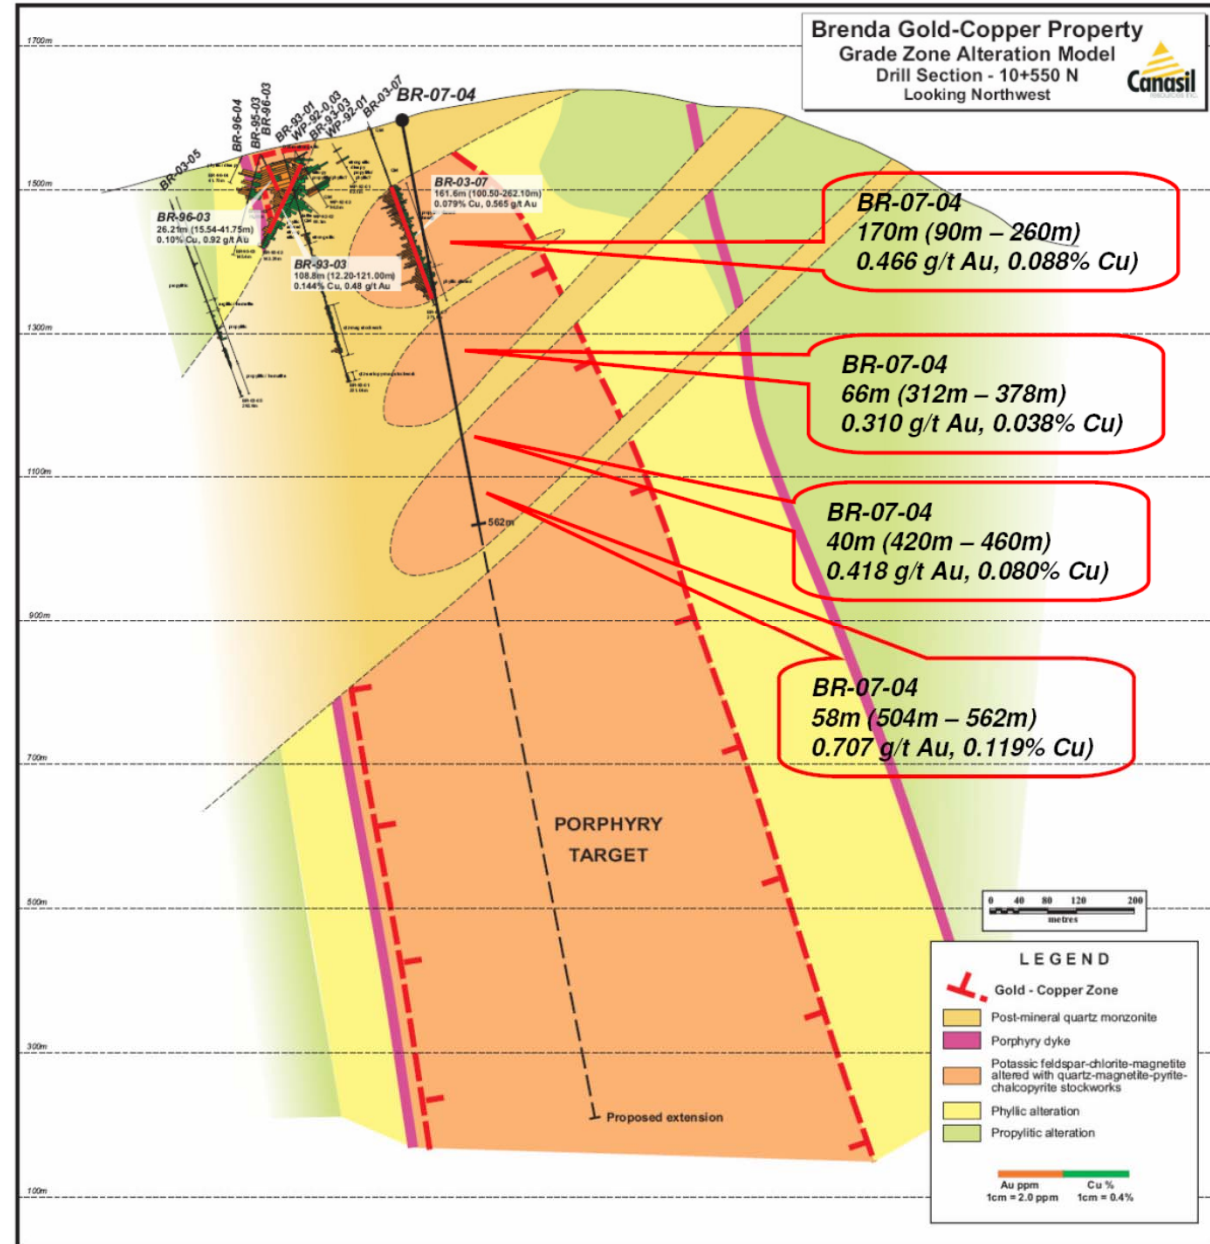 Brenda Gold-Copper Property
Grade Zone Alteration Model
Drill Section - 10+550 N
Looking Northwest
Canasil
1700m
1500m
1300m
1100m
900m
700m
500m
300m
100m
BR-03-05
BR-96-04
BR-95-03
BR-96-03
BR-93-01
WP-92-0,03
BR-93-03
WP-92-01
BR-03-07
BR-07-04
BR-96-03
26.21m (15.54-41.75m)
0.10% Cu, 0.92 g/t Au
BR-93-03
108.8m (12.20-121.00m)
0.144% Cu, 0.48 g/t Au
BR-03-07
161.6m (100.50-262.10m)
0.079% Cu, 0.565 g/t Au
BR-07-04
170m (90m – 260m)
0.466 g/t Au, 0.088% Cu)
BR-07-04
66m (312m – 378m)
0.310 g/t Au, 0.038% Cu)
BR-07-04
40m (420m – 460m)
0.418 g/t Au, 0.080% Cu)
BR-07-04
58m (504m – 562m)
0.707 g/t Au, 0.119% Cu)
562m
PORPHYRY
TARGET
Proposed extension
0 40 80 120 200
metres
LEGEND
Gold - Copper Zone
Post-mineral quartz monzonite
Porphyry dyke
Potassic feldspar-chlorite-magnetite
altered with quartz-magnetite-pyrite-
chalcopyrite stockworks
Phyllic alteration
Propylitic alteration
Au ppm Cu %
1cm = 2.0 ppm 1cm = 0.4%